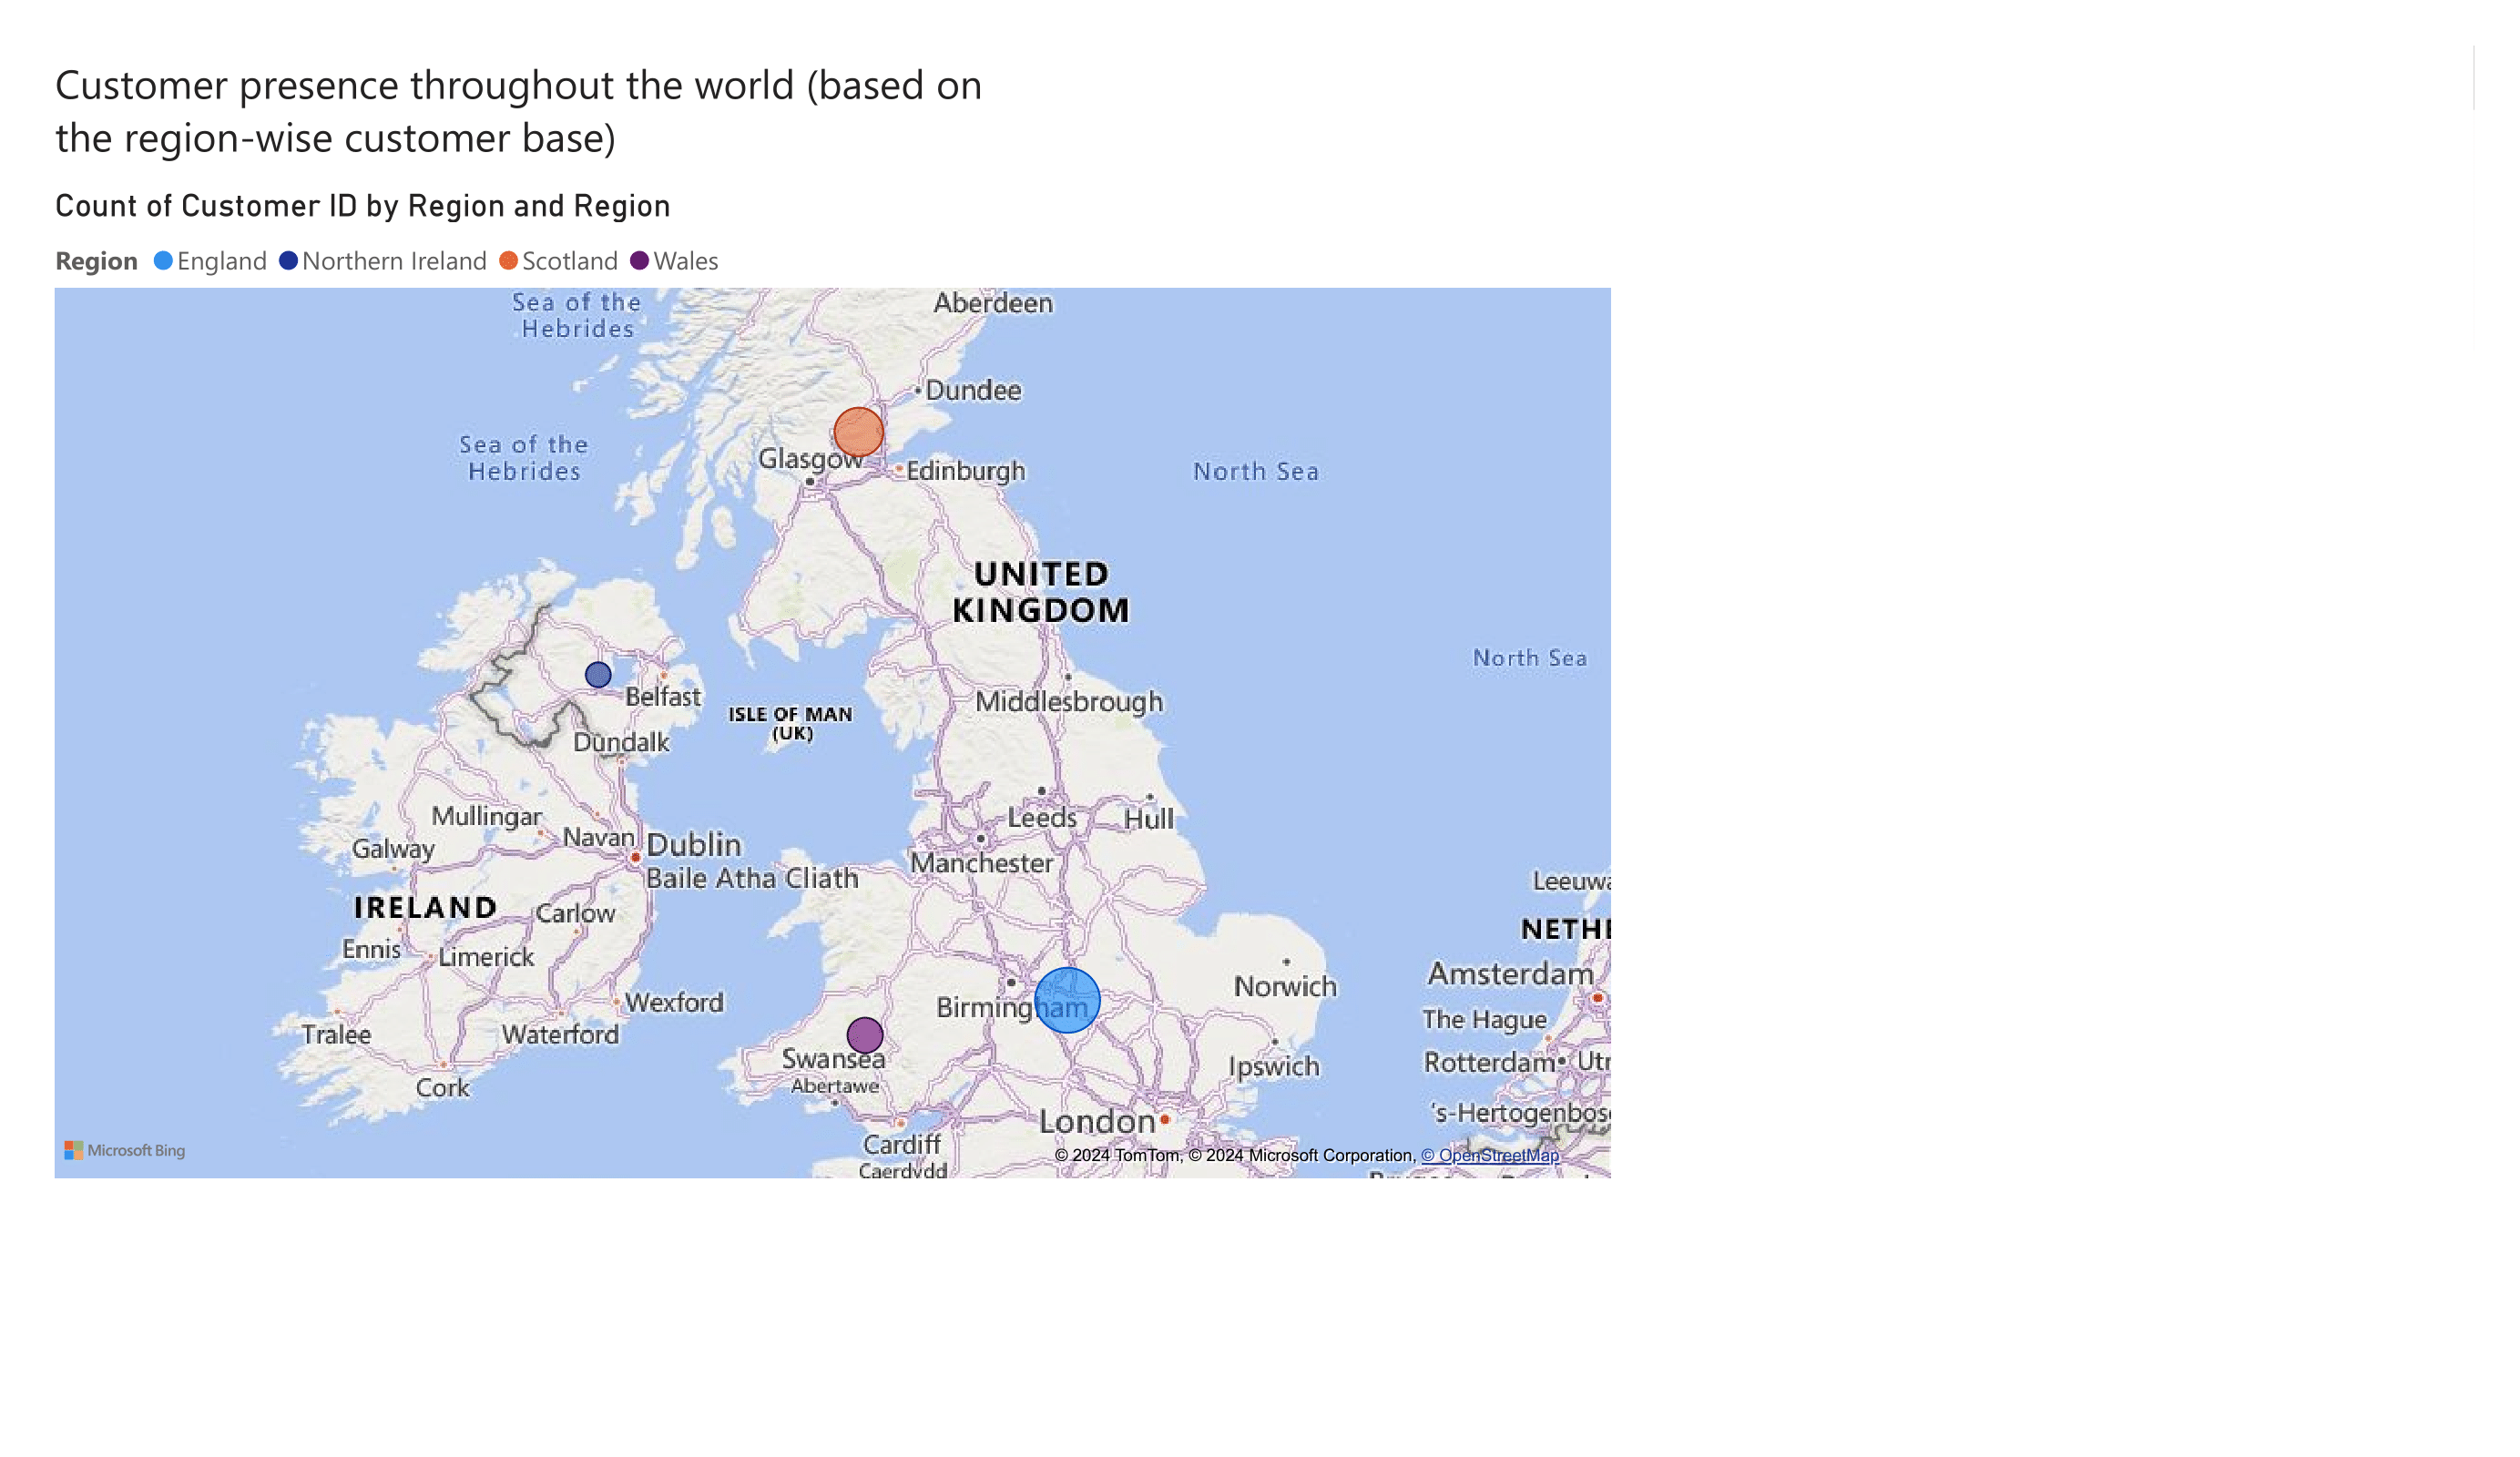 Customer presence throughout the world (based on
the region-wise customer base)
Count of Customer ID by Region and Region
Region England Northern Ireland Scotland Wales
Sea of the
Hebrides
Aberdeen
Dundee
Sea of the
Hebrides
Glasgow
Edinburgh
North Sea
UNITED
KINGDOM
North Sea
Belfast
ISLE OF MAN
(UK)
Middlesbrough
Dundalk
Mullingar
Navan
Leeds
Hull
Galway
Dublin
Baile Atha Cliath
Manchester
Leeuwa
IRELAND
Carlow
NETHE
Ennis
Limerick
Amsterdam
Norwich
Wexford
Birmingham
The Hague
Tralee
Waterford
Swansea
Abertawe
Ipswich
Rotterdam
Utr
Cork
's-Hertogenbos
London
Cardiff
Caerdydd
Microsoft Bing
© 2024 TomTom, © 2024 Microsoft Corporation, © OpenStreetMap